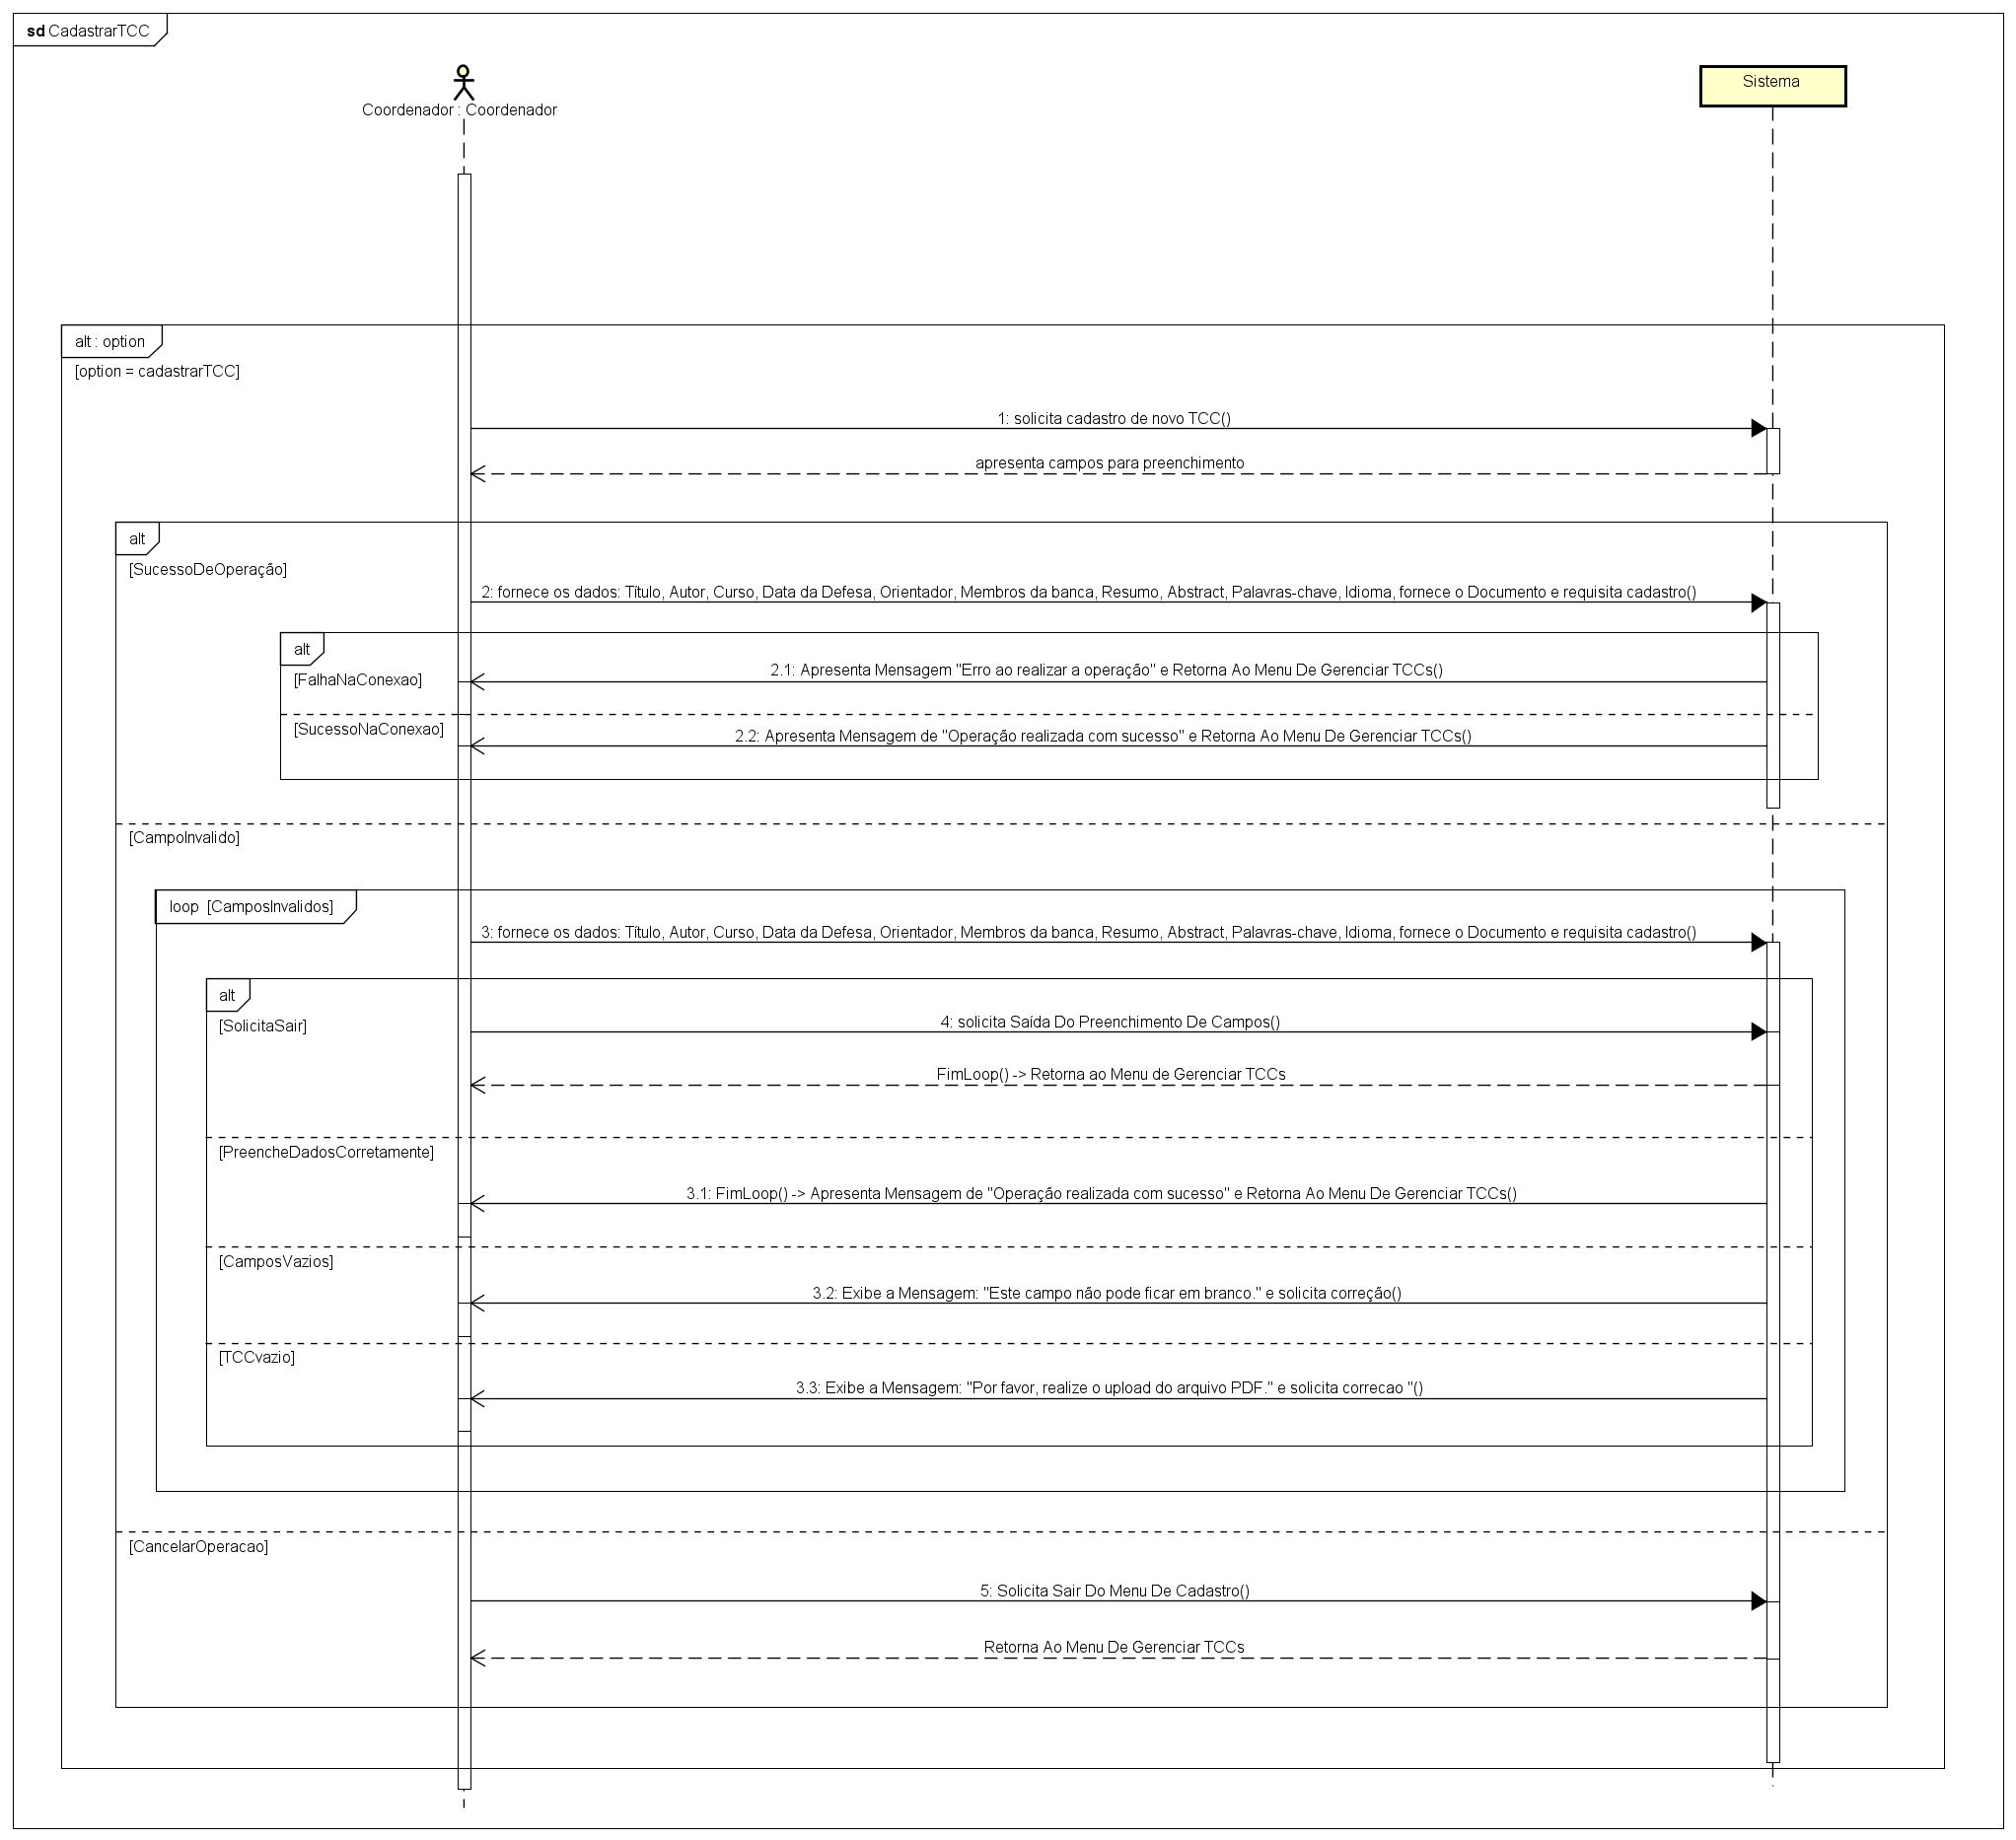 sd CadastrarTCC
Coordenador : Coordenador
Sistema
alt : option
[option = cadastrarTCC]
1: solicita cadastro de novo TCC()
apresenta campos para preenchimento
alt
[SucessoDeOperação]
2: fornece os dados: Título, Autor, Curso, Data da Defesa, Orientador, Membros da banca, Resumo, Abstract, Palavras-chave, Idioma, fornece o Documento e requisita cadastro()
alt
[FalhaNaConexao]
2.1: Apresenta Mensagem "Erro ao realizar a operação" e Retorna Ao Menu De Gerenciar TCCs()
[SucessoNaConexao]
2.2: Apresenta Mensagem de "Operação realizada com sucesso" e Retorna Ao Menu De Gerenciar TCCs()
[CampoInvalido]
loop [CamposInvalidos]
3: fornece os dados: Título, Autor, Curso, Data da Defesa, Orientador, Membros da banca, Resumo, Abstract, Palavras-chave, Idioma, fornece o Documento e requisita cadastro()
alt
[SolicitaSair]
4: solicita Saída Do Preenchimento De Campos()
FimLoop() -> Retorna ao Menu de Gerenciar TCCs
[PreencheDadosCorretamente]
3.1: FimLoop() -> Apresenta Mensagem de "Operação realizada com sucesso" e Retorna Ao Menu De Gerenciar TCCs()
[CamposVazios]
3.2: Exibe a Mensagem: "Este campo não pode ficar em branco." e solicita correção()
[TCCvazio]
3.3: Exibe a Mensagem: "Por favor, realize o upload do arquivo PDF." e solicita correcao "()
[CancelarOperacao]
5: Solicita Sair Do Menu De Cadastro()
Retorna Ao Menu De Gerenciar TCCs